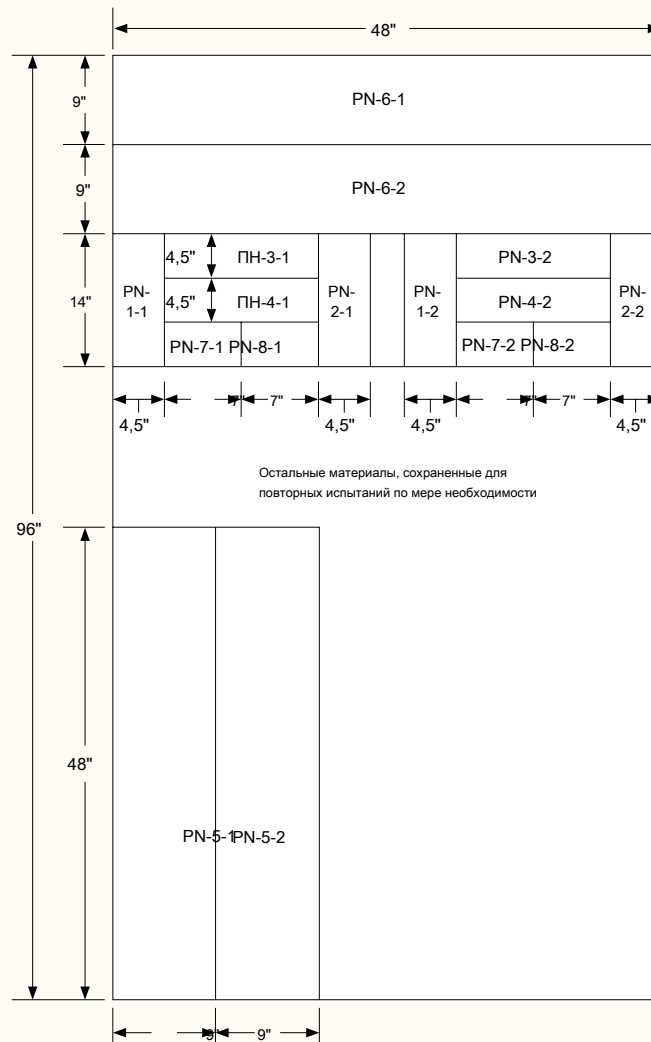 48"
9"
PN-6-1
9"
PN-6-2
14"
PN-
1-1
4,5"
ПН-3-1
4,5"
ПН-4-1
PN-7-1
PN-8-1
PN-
2-1
PN-
1-2
PN-3-2
PN-4-2
PN-7-2
PN-8-2
PN-
2-2
4,5"
7"
7"
4,5"
4,5"
7"
7"
4,5"
Остальные материалы, сохраненные для
повторных испытаний по мере необходимости
96"
48"
PN-5-1
PN-5-2
9"
9"